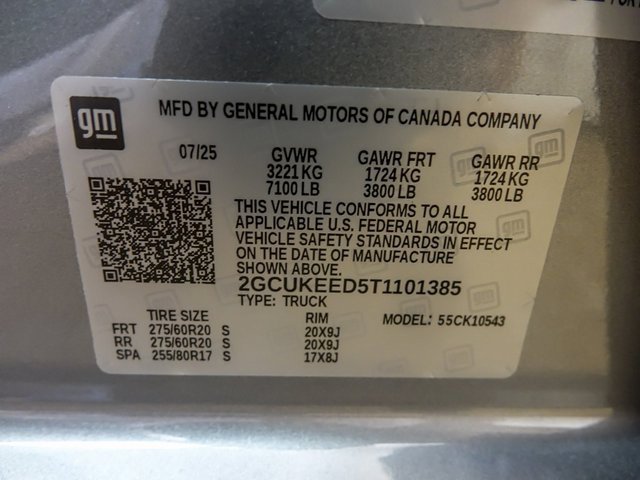 gm
MFD BY GENERAL MOTORS OF CANADA COMPANY
07/25 GVWR GAWR FRT GAWR RR
3221 KG 1724 KG 1724 KG
7100 LB 3800 LB 3800 LB
THIS VEHICLE CONFORMS TO ALL
APPLICABLE U.S. FEDERAL MOTOR
VEHICLE SAFETY STANDARDS IN EFFECT
ON THE DATE OF MANUFACTURE
SHOWN ABOVE.
2GCUKEED5T1101385
TYPE: TRUCK
TIRE SIZE RIM MODEL: 55CK10543
FRT 275/60R20 S 20X9J
RR 275/60R20 S 20X9J
SPA 255/80R17 S 17X8J